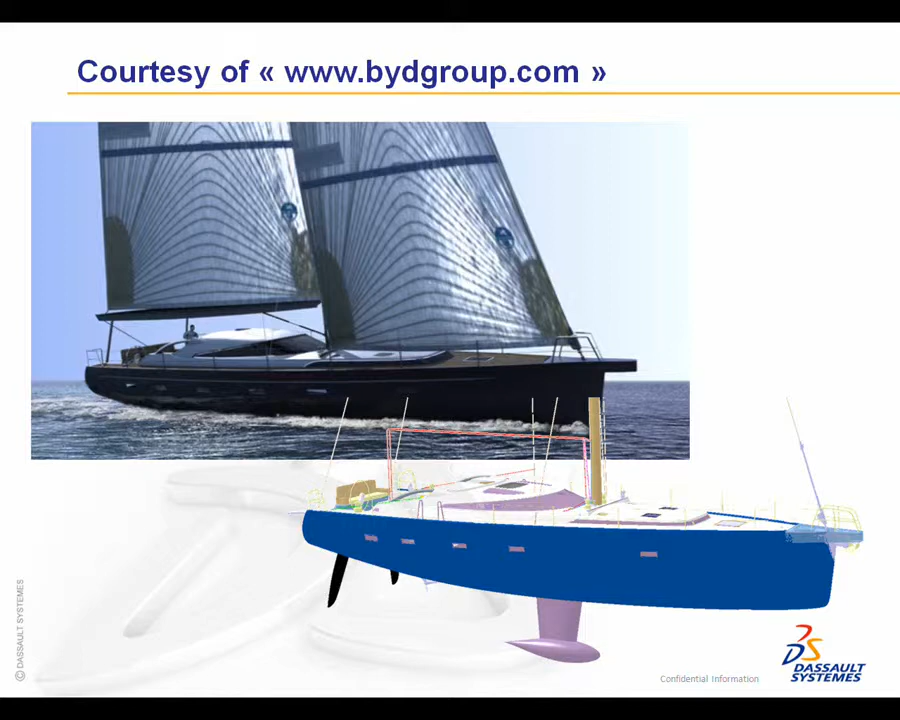 Courtesy of « www.bydgroup.com »
© DASSAULT SYSTEMES
Confidential Information
DASSAULT
SYSTEMES